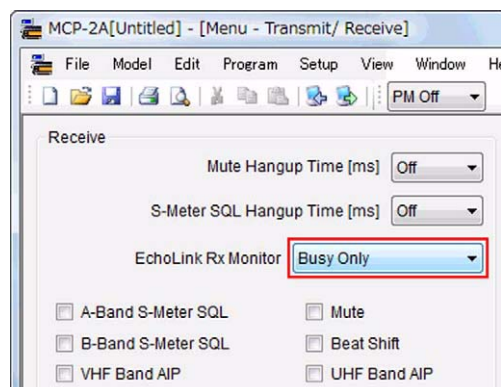 MCP-2A[Untitled] - [Menu - Transmit/ Receive]
File Model Edit Program Setup View Window
PM Off
Receive
Mute Hangup Time [ms] Off
S-Meter SQL Hangup Time [ms] Off
EchoLink Rx Monitor Busy Only
A-Band S-Meter SQL Mute
B-Band S-Meter SQL Beat Shift
VHF Band AIP UHF Band AIP